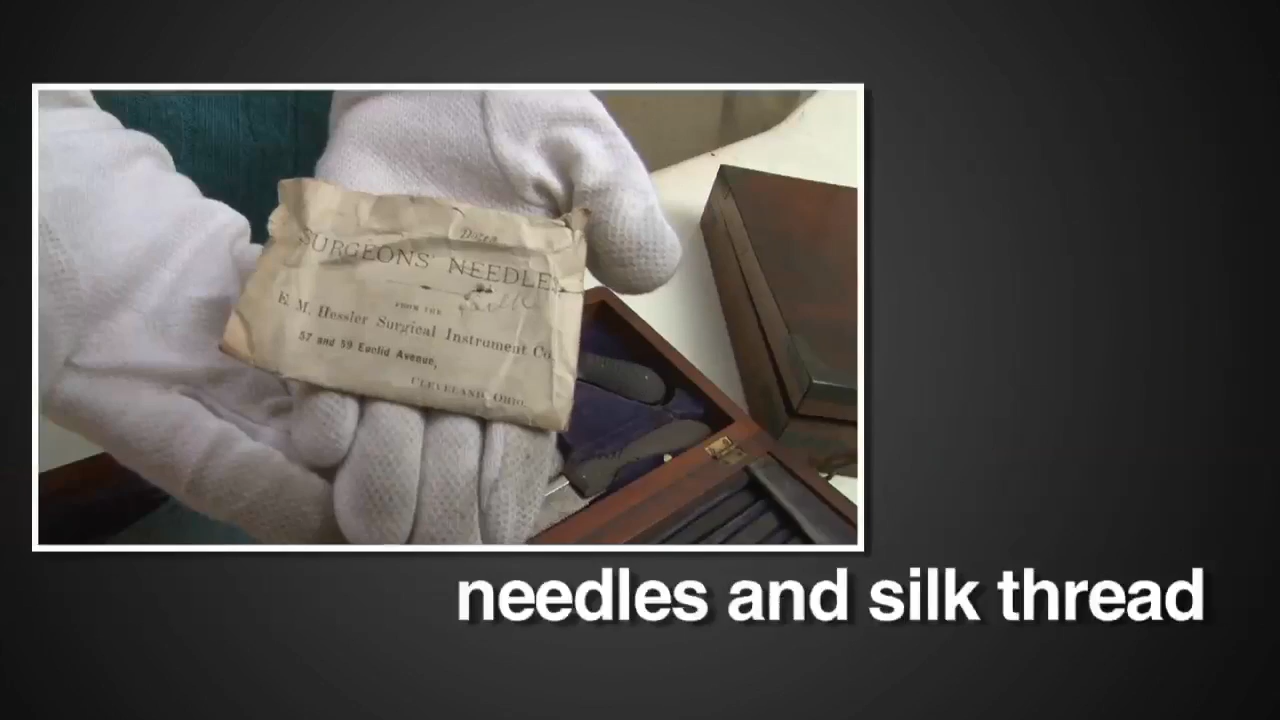 Dozen
SURGEONS' NEEDLES
Silk
FROM THE
E. M. Hessler Surgical Instrument Co.
57 and 59 Euclid Avenue,
CLEVELAND, OHIO.
needles and silk thread